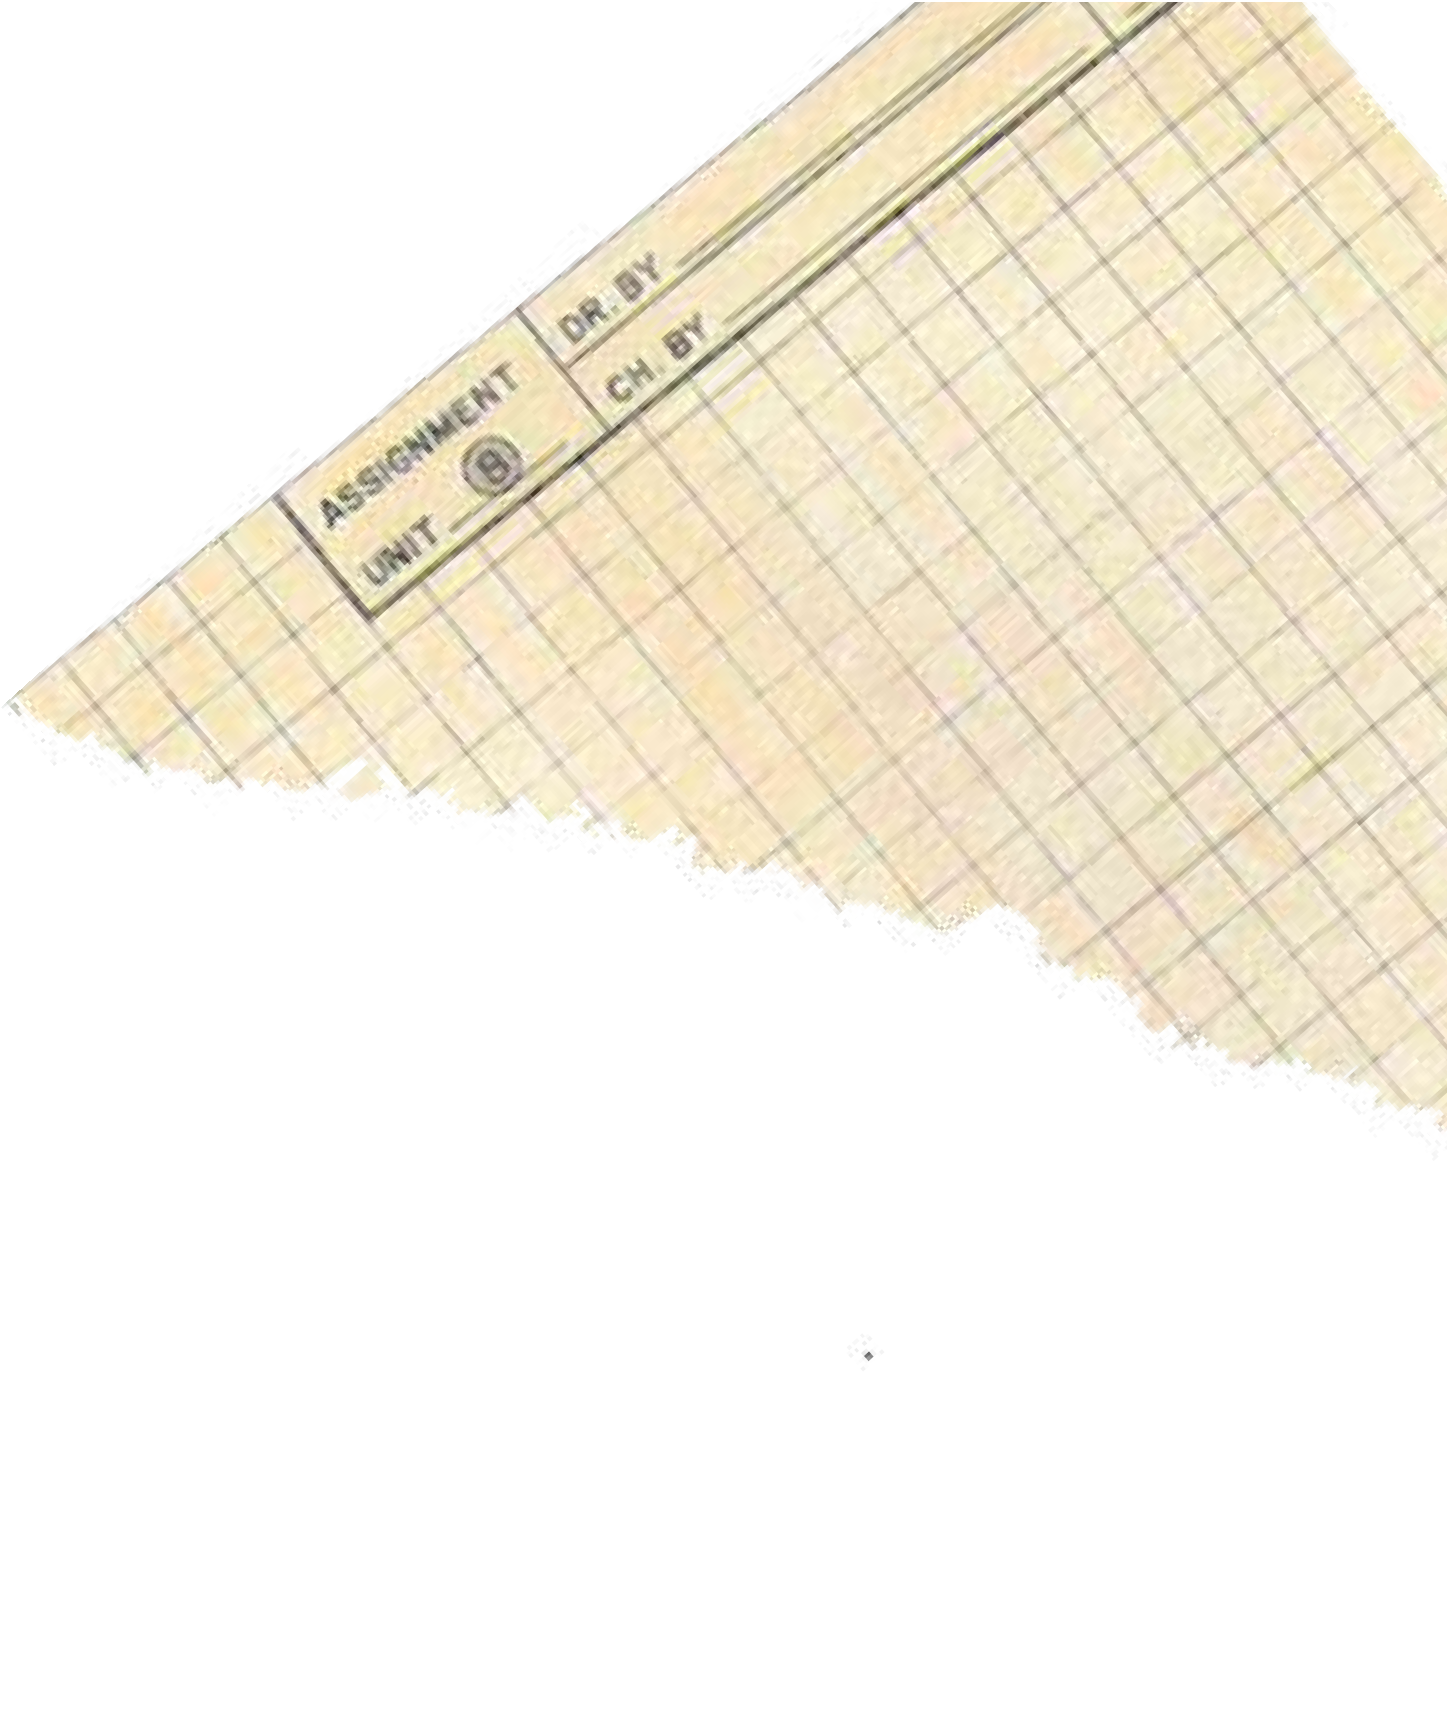 ASSIGNMENT
UNIT
DR. BY
CH. BY